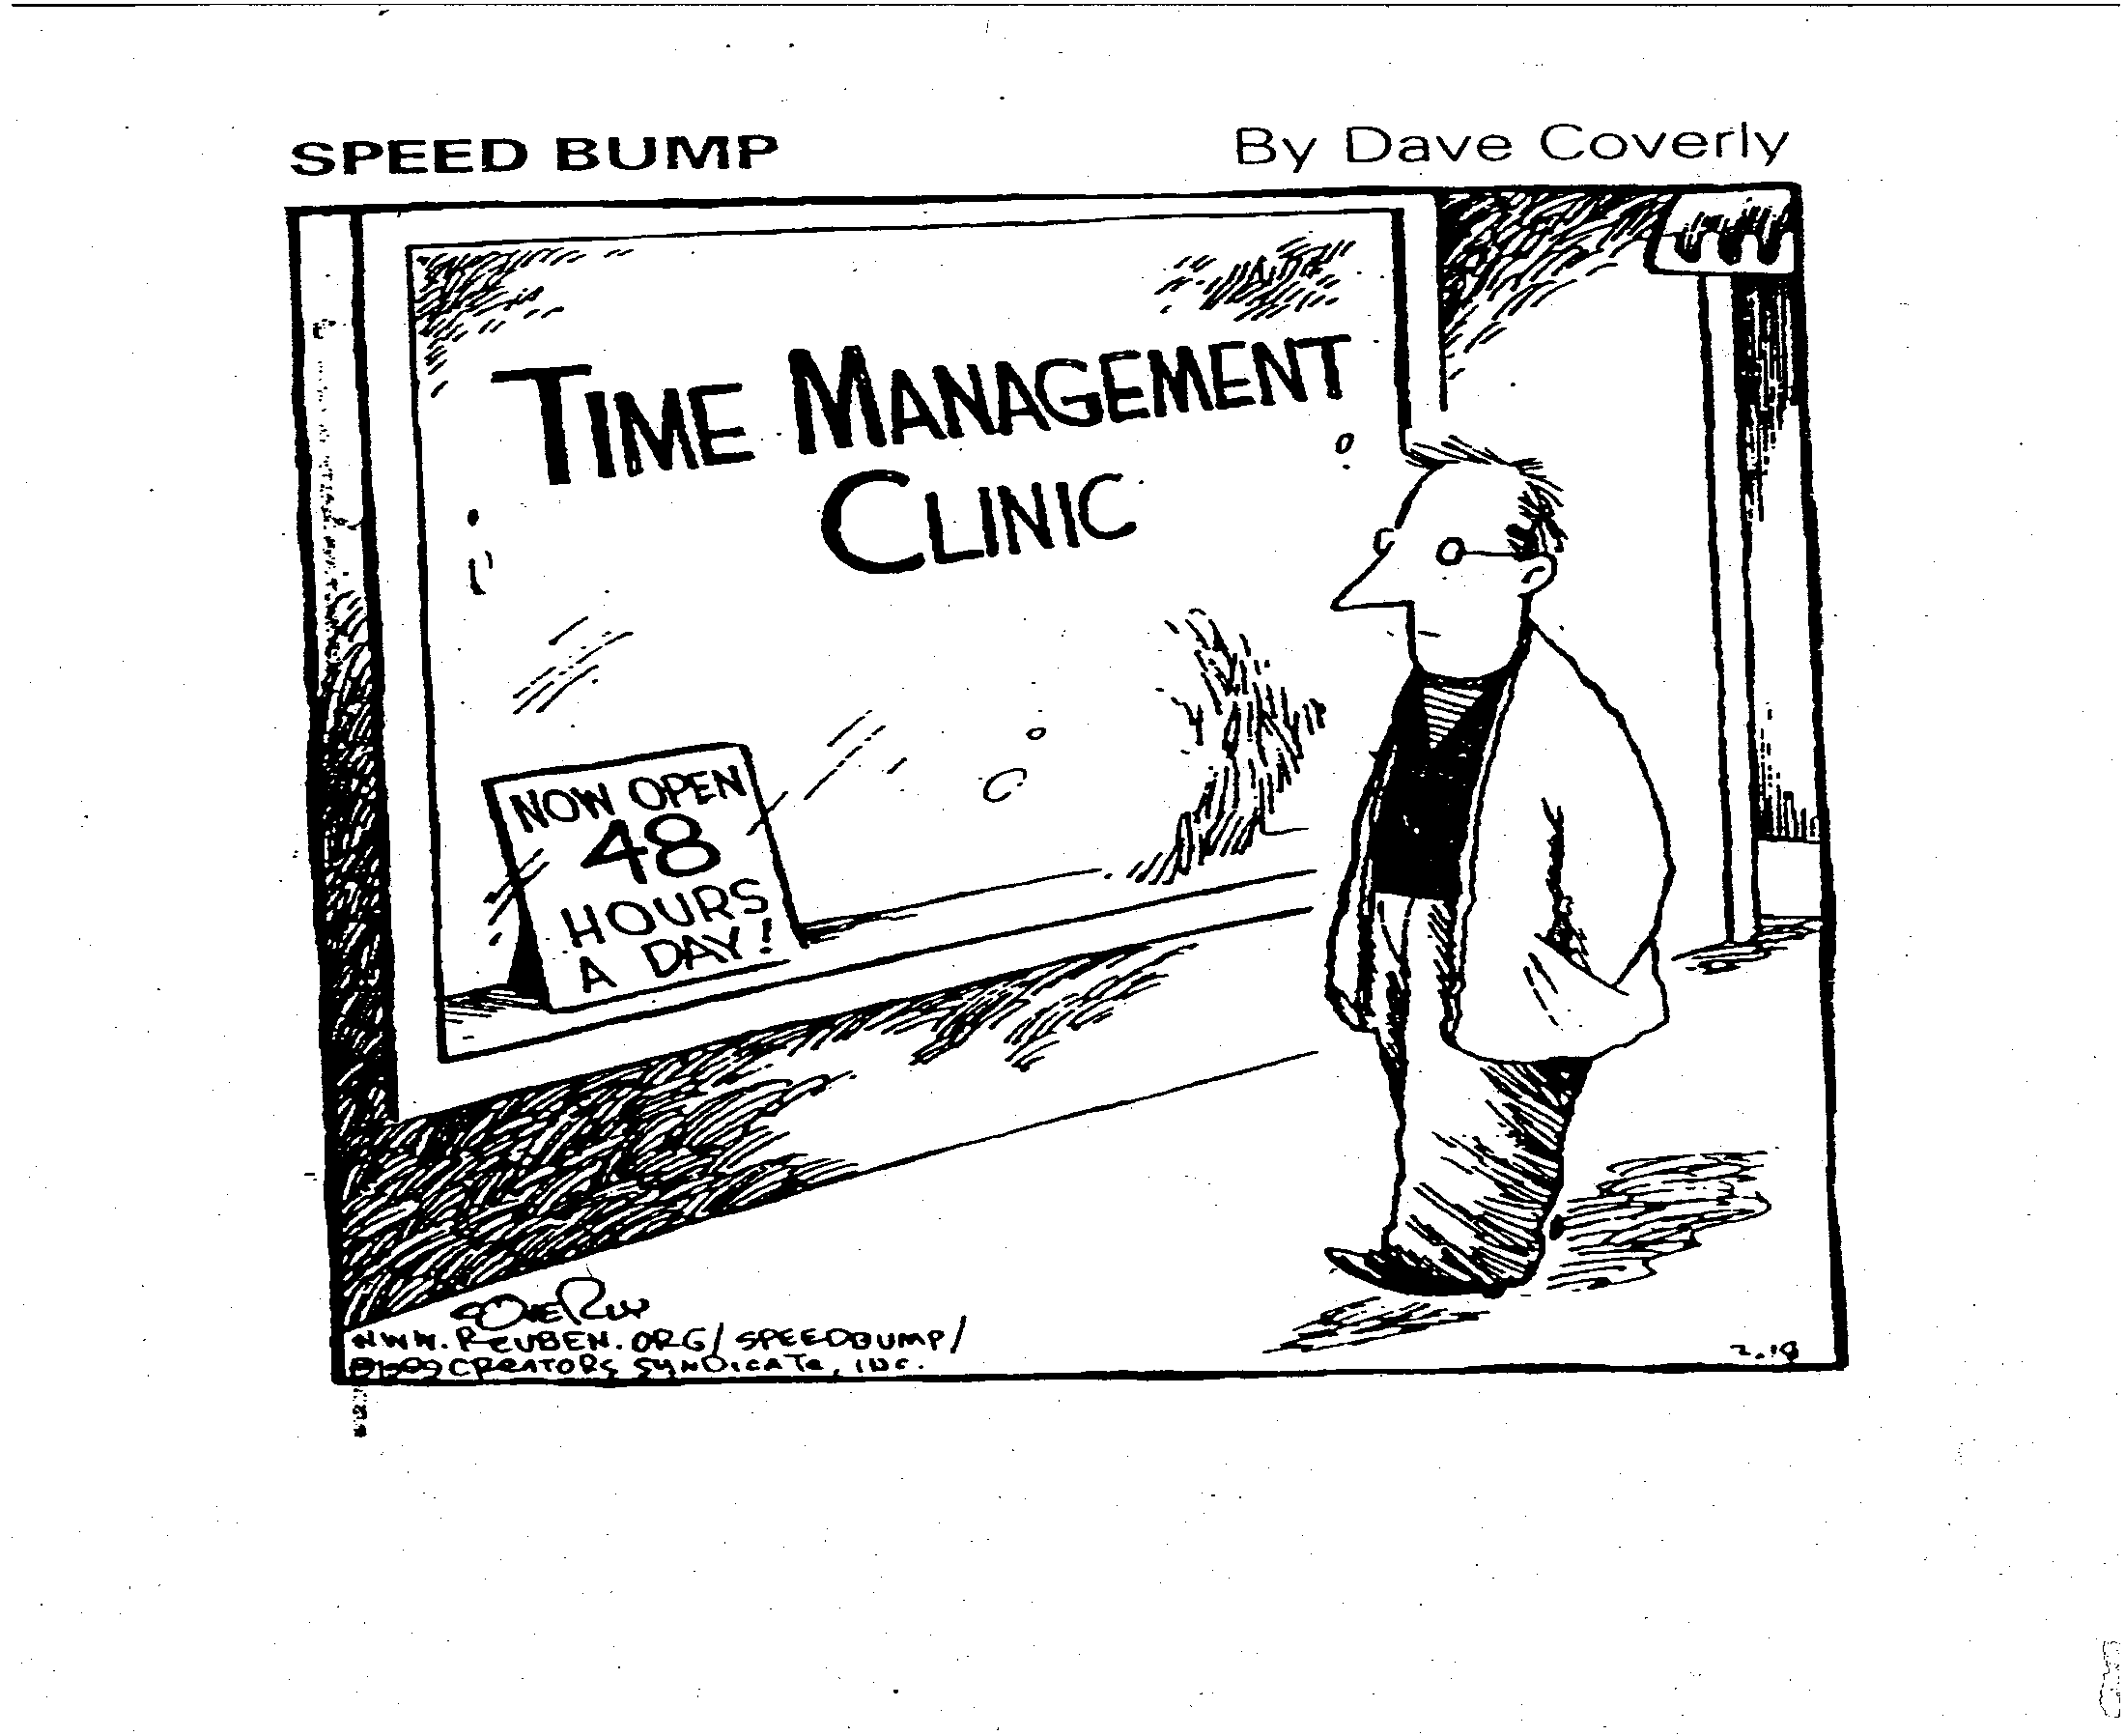 SPEED BUMP
By Dave Coverly
TIME MANAGEMENT
CLINIC
NOW OPEN
48
HOURS
A DAY!
COVERLY
WWW.REUBEN.ORG/SPEEDBUMP/
CREATORS SYNDICATE, INC.